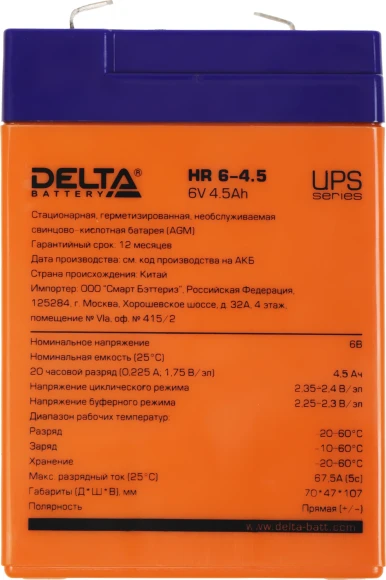 DELTA®
BATTERY
HR 6-4.5
6V 4.5Ah
UPS
series
Стационарная, герметизированная, необслуживаемая
свинцово-кислотная батарея (AGM)
Гарантийный срок: 12 месяцев
Дата производства: см. код производства на АКБ
Страна происхождения: Китай
Импортер: ООО "Смарт Бэттериз", Российская Федерация,
125284, г. Москва, Хорошевское шоссе, д. 32А, 4 этаж,
помещение № VIa, оф. № 415/2
Номинальное напряжение 6В
Номинальная емкость (25°С)
20 часовой разряд (0.225 А; 1.75 В/эл) 4.5 Ач
Напряжение циклического режима 2.35-2.4 В/эл
Напряжение буферного режима 2.25-2.3 В/эл
Диапазон рабочих температур:
Разряд -20-60°С
Заряд -10-60°С
Хранение -20-60°С
Макс. разрядный ток (25°С) 67.5А (5с)
Габариты (Д*Ш*В), мм 70*47*107
Полярность Прямая (+/-)
www.delta-batt.com